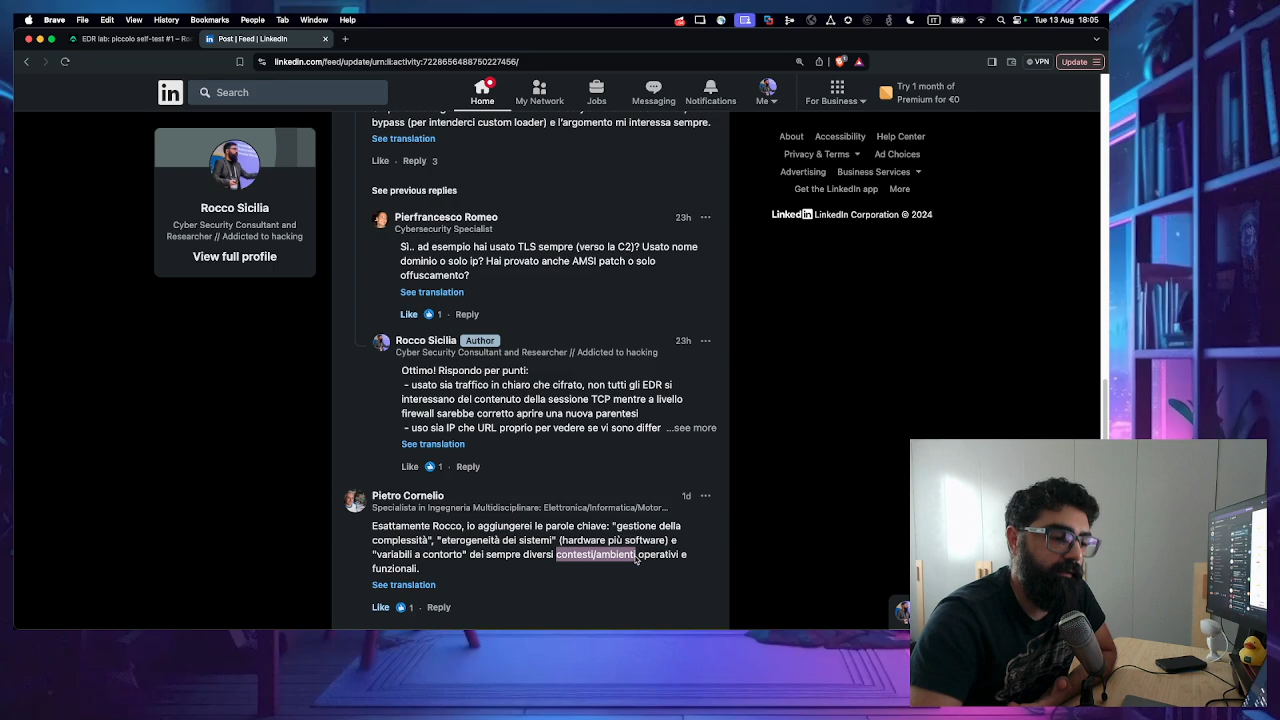 Brave File Edit View History Bookmarks People Tab Window Help
IT
Tue 13 Aug 18:05
EDR lab: piccolo self-test #1 – Ro
Post | Feed | LinkedIn
linkedin.com/feed/update/urn:li:activity:7228656488750227456/
VPN
Update
in
Search
Home
My Network
Jobs
Messaging
Notifications
Me
For Business
Try 1 month of
Premium for €0
Rocco Sicilia
Cyber Security Consultant and
Researcher // Addicted to hacking
View full profile
bypass (per intenderci custom loader) e l'argomento mi interessa sempre.
See translation
Like · Reply 3
See previous replies
Pierfrancesco Romeo
23h
Cybersecurity Specialist
Sì.. ad esempio hai usato TLS sempre (verso la C2)? Usato nome
dominio o solo ip? Hai provato anche AMSI patch o solo
offuscamento?
See translation
Like 1 · Reply
Rocco Sicilia Author
23h
Cyber Security Consultant and Researcher // Addicted to hacking
Ottimo! Rispondo per punti:
- usato sia traffico in chiaro che cifrato, non tutti gli EDR si
interessano del contenuto della sessione TCP mentre a livello
firewall sarebbe corretto aprire una nuova parentesi
- uso sia IP che URL proprio per vedere se vi sono differ ...see more
See translation
Like 1 · Reply
Pietro Cornelio
1d
Specialista in Ingegneria Multidisciplinare: Elettronica/Informatica/Motor...
Esattamente Rocco, io aggiungerei le parole chiave: "gestione della
complessità", "eterogeneità dei sistemi" (hardware più software) e
"variabili a contorto" dei sempre diversi contesti/ambienti operativi e
funzionali.
See translation
Like 1 · Reply
About Accessibility Help Center
Privacy & Terms Ad Choices
Advertising Business Services
Get the LinkedIn app More
LinkedIn LinkedIn Corporation © 2024